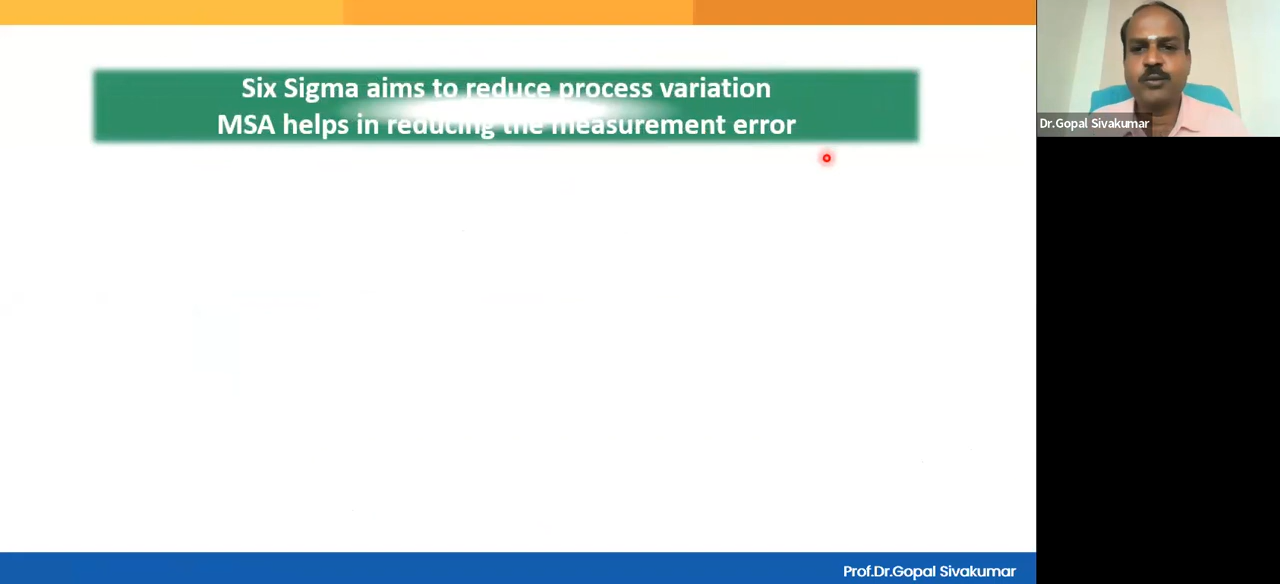 Six Sigma aims to reduce process variation
MSA helps in reducing the measurement error
Dr.Gopal Sivakumar
Prof.Dr.Gopal Sivakumar